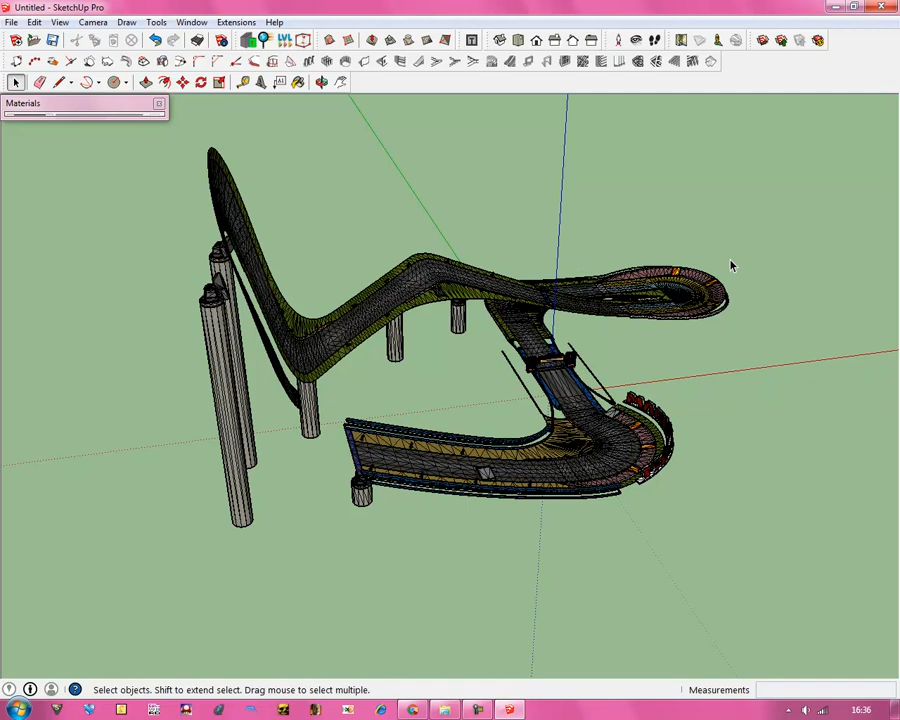 Untitled - SketchUp Pro
File Edit View Camera Draw Tools Window Extensions Help
LVL
Materials
Select objects. Shift to extend select. Drag mouse to select multiple.
Measurements
16:36